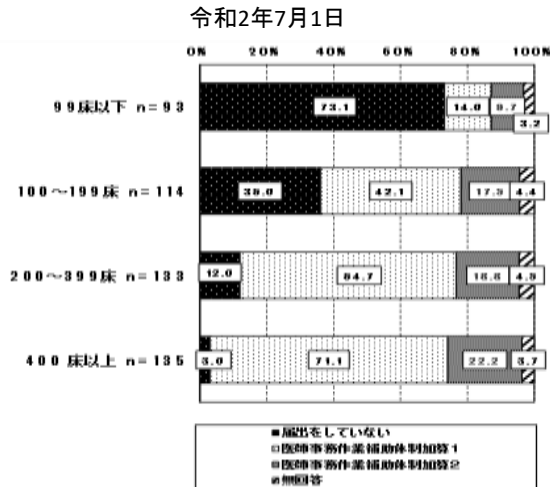 令和2年7月1日
0% 20% 40% 60% 80% 100%
99床以下 n=93 73.1 14.0 9.7 3.2
100～199床 n=114 36.0 42.1 17.5 4.4
200～399床 n=133 12.0 64.7 18.8 4.5
400 床以上 n=135 3.0 71.1 22.2 3.7
届出をしていない
医師事務作業補助体制加算1
医師事務作業補助体制加算2
無回答